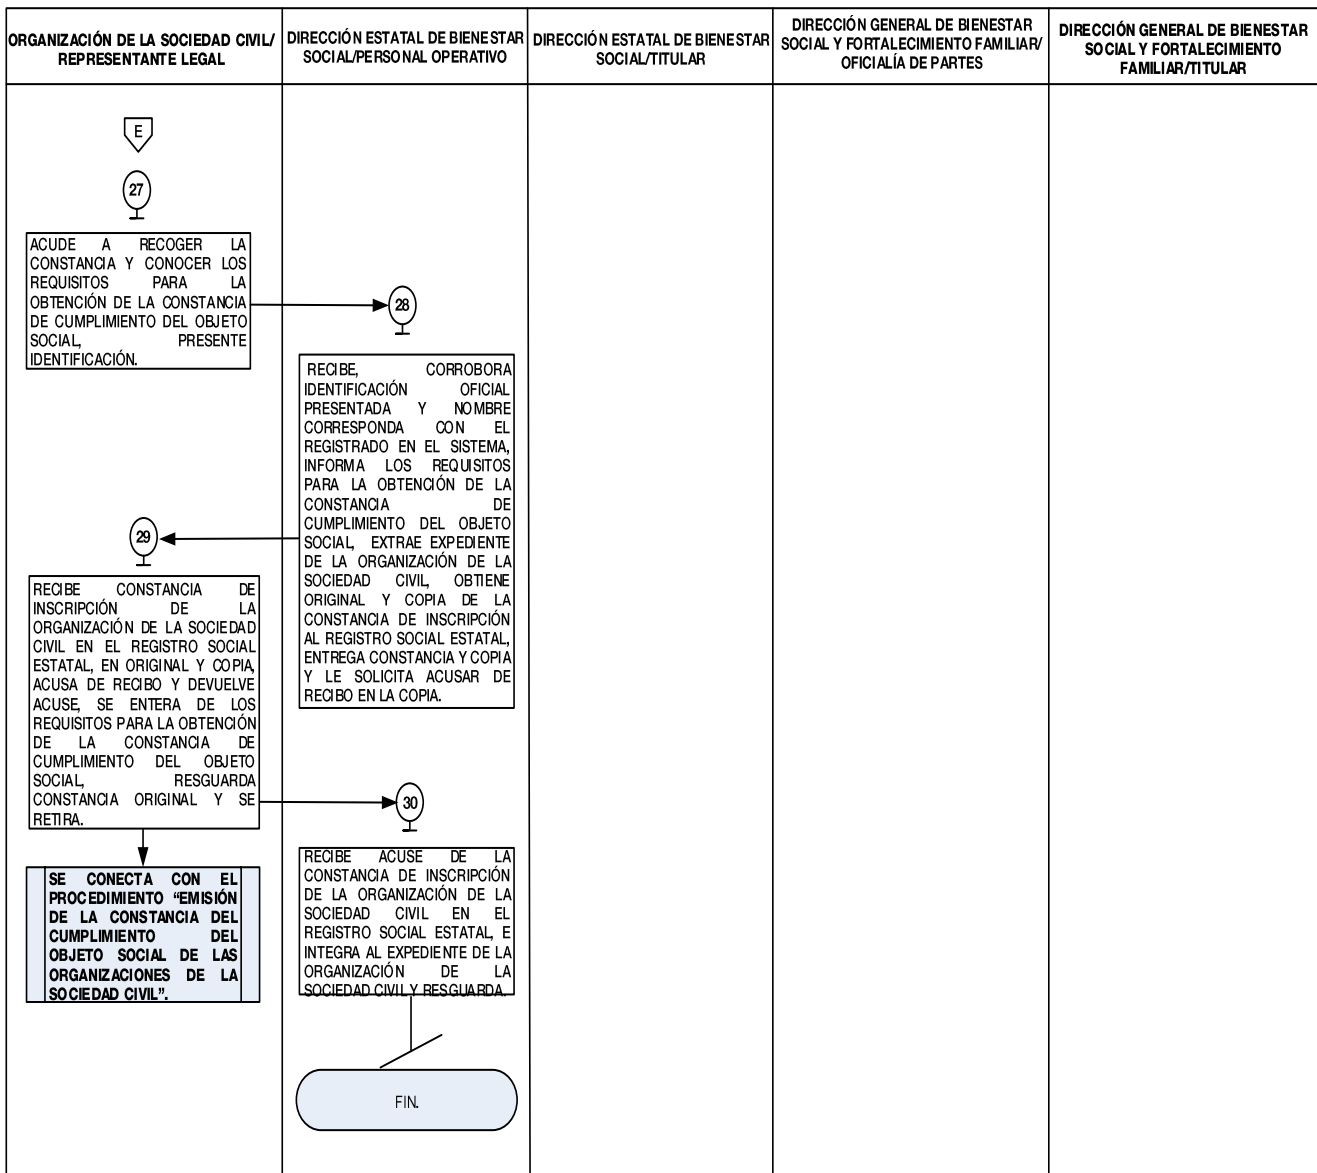 ORGANIZACIÓN DE LA SOCIEDAD CIVIL/
REPRESENTANTE LEGAL
DIRECCIÓN ESTATAL DE BIENESTAR
SOCIAL/PERSONAL OPERATIVO
DIRECCIÓN ESTATAL DE BIENESTAR
SOCIAL/TITULAR
DIRECCIÓN GENERAL DE BIENESTAR
SOCIAL Y FORTALECIMIENTO FAMILIAR/
OFICIALÍA DE PARTES
DIRECCIÓN GENERAL DE BIENESTAR
SOCIAL Y FORTALECIMIENTO
FAMILIAR/TITULAR
E
27
ACUDE A RECOGER LA
CONSTANCIA Y CONOCER LOS
REQUISITOS PARA LA
OBTENCIÓN DE LA CONSTANCIA
DE CUMPLIMIENTO DEL OBJETO
SOCIAL, PRESENTE
IDENTIFICACIÓN.
28
RECIBE, CORROBORA
IDENTIFICACIÓN OFICIAL
PRESENTADA Y NOMBRE
CORRESPONDA CON EL
REGISTRADO EN EL SISTEMA,
INFORMA LOS REQUISITOS
PARA LA OBTENCIÓN DE LA
CONSTANCIA DE
CUMPLIMIENTO DEL OBJETO
SOCIAL, EXTRAE EXPEDIENTE
DE LA ORGANIZACIÓN DE LA
SOCIEDAD CIVIL, OBTIENE
ORIGINAL Y COPIA DE LA
CONSTANCIA DE INSCRIPCIÓN
AL REGISTRO SOCIAL ESTATAL,
ENTREGA CONSTANCIA Y COPIA
Y LE SOLICITA ACUSAR DE
RECIBO EN LA COPIA.
29
RECIBE CONSTANCIA DE
INSCRIPCIÓN DE LA
ORGANIZACIÓN DE LA SOCIEDAD
CIVIL EN EL REGISTRO SOCIAL
ESTATAL, EN ORIGINAL Y COPIA,
ACUSA DE RECIBO Y DEVUELVE
ACUSE, SE ENTERA DE LOS
REQUISITOS PARA LA OBTENCIÓN
DE LA CONSTANCIA DE
CUMPLIMIENTO DEL OBJETO
SOCIAL, RESGUARDA
CONSTANCIA ORIGINAL Y SE
RETIRA.
30
RECIBE ACUSE DE LA
CONSTANCIA DE INSCRIPCIÓN
DE LA ORGANIZACIÓN DE LA
SOCIEDAD CIVIL EN EL
REGISTRO SOCIAL ESTATAL, E
INTEGRA AL EXPEDIENTE DE LA
ORGANIZACIÓN DE LA
SOCIEDAD CIVIL Y RESGUARDA.
SE CONECTA CON EL
PROCEDIMIENTO “EMISIÓN
DE LA CONSTANCIA DEL
CUMPLIMIENTO DEL
OBJETO SOCIAL DE LAS
ORGANIZACIONES DE LA
SOCIEDAD CIVIL”.
FIN.